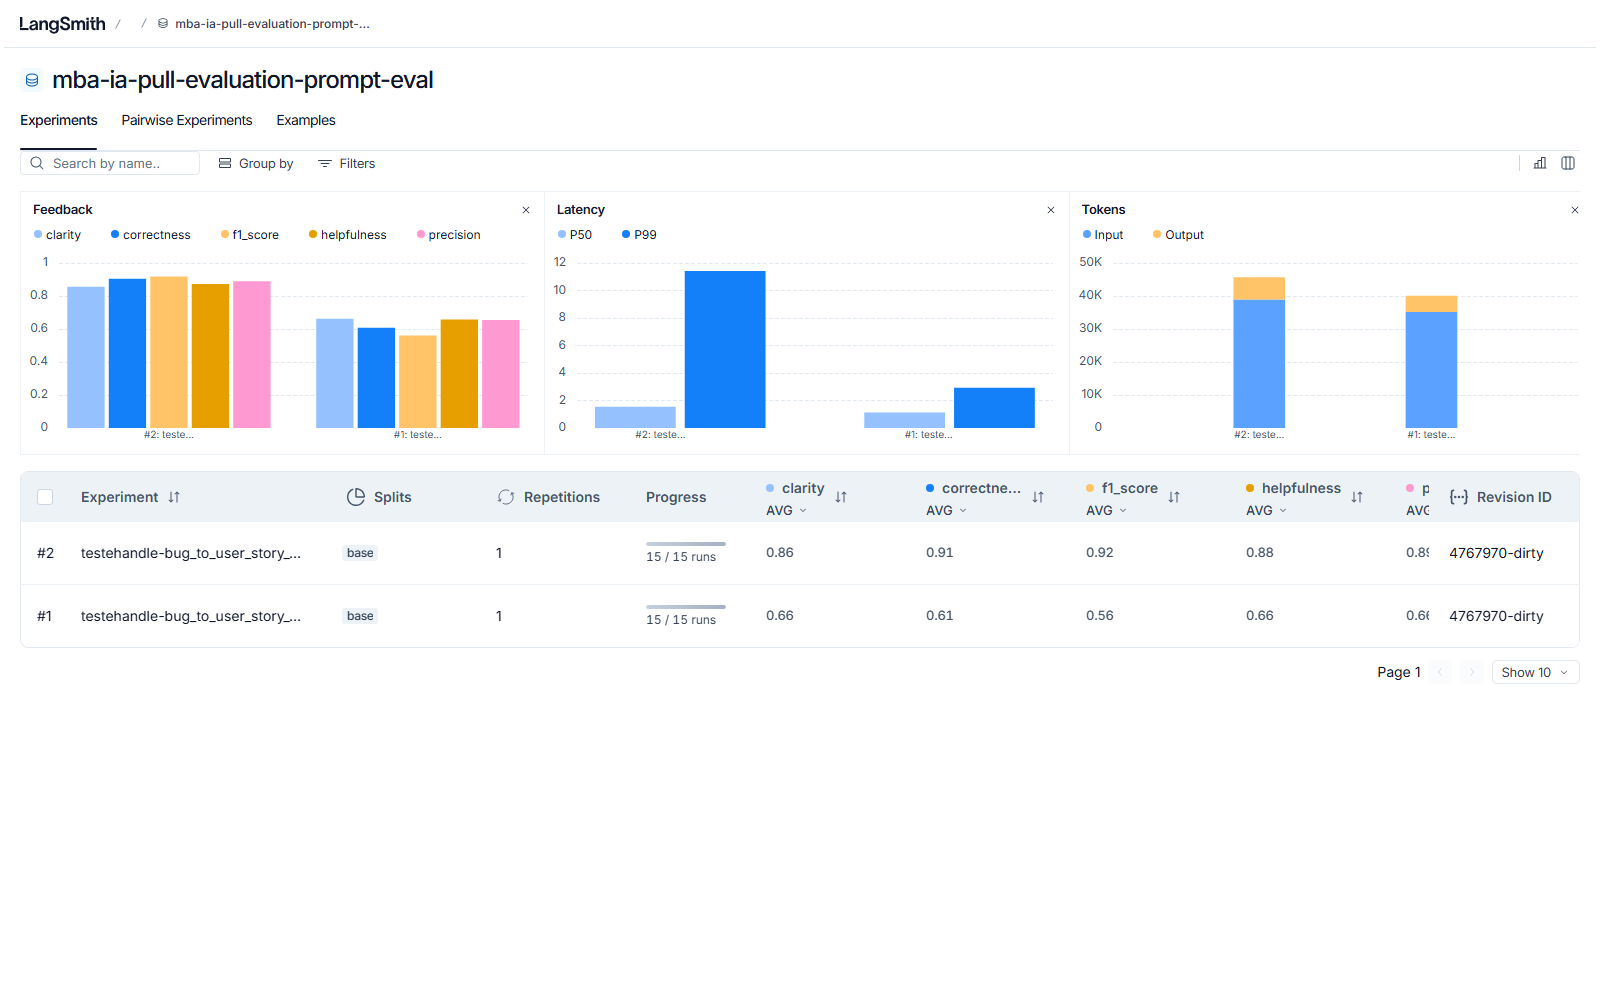 LangSmith / / mba-ia-pull-evaluation-prompt-...
mba-ia-pull-evaluation-prompt-eval
Experiments Pairwise Experiments Examples
Search by name.. Group by Filters
Feedback
clarity correctness f1_score helpfulness precision
1
0.8
0.6
0.4
0.2
0
#2: teste... #1: teste...
Latency
P50 P99
12
10
8
6
4
2
0
#2: teste... #1: teste...
Tokens
Input Output
50K
40K
30K
20K
10K
0
#2: teste... #1: teste...
Experiment Splits Repetitions Progress clarity correctne... f1_score helpfulness p Revision ID
AVG AVG AVG AVG AVG
#2 testehandle-bug_to_user_story_... base 1 15 / 15 runs 0.86 0.91 0.92 0.88 0.89 4767970-dirty
#1 testehandle-bug_to_user_story_... base 1 15 / 15 runs 0.66 0.61 0.56 0.66 0.66 4767970-dirty
Page 1 Show 10